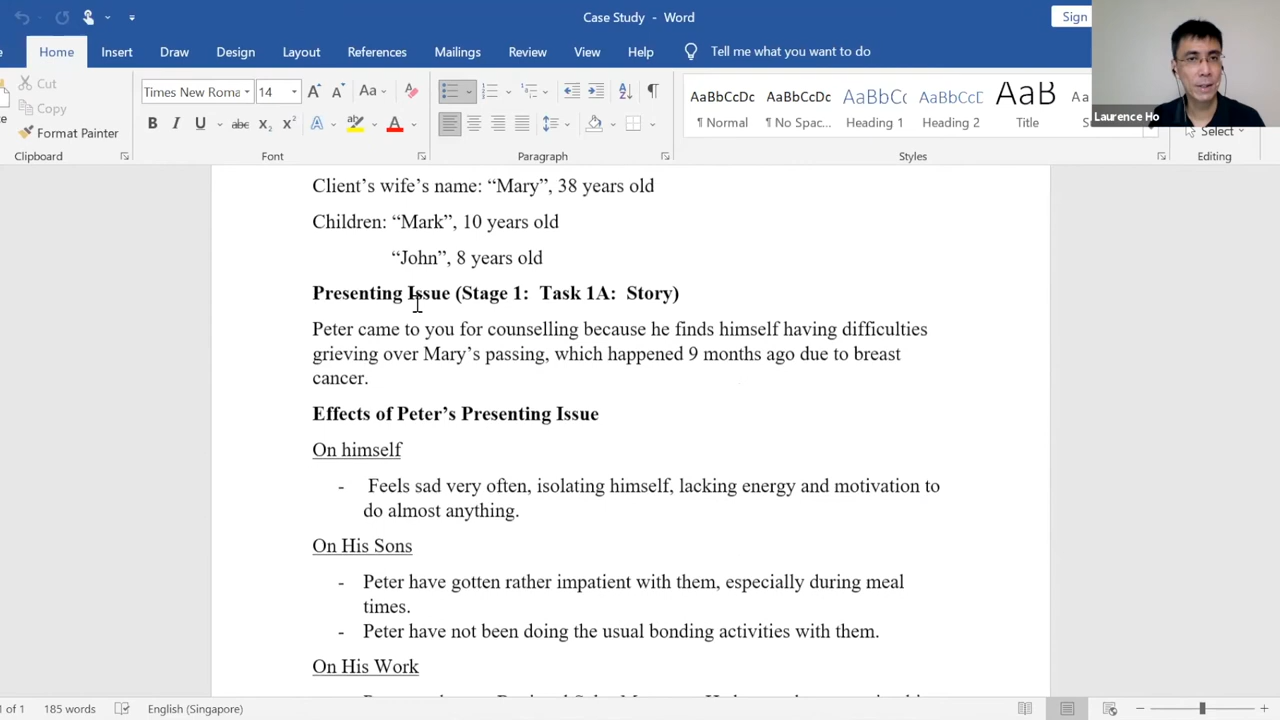 Case Study - Word
Sign
Home Insert Draw Design Layout References Mailings Review View Help Tell me what you want to do
Cut
Copy
Format Painter
Clipboard
Times New Roma 14
Font
Paragraph
AaBbCcDc AaBbCcDc AaBbCc AaBbCcD AaB
Normal No Spac... Heading 1 Heading 2 Title
Styles
Laurence Ho
Select
Editing
Client’s wife’s name: “Mary”, 38 years old
Children: “Mark”, 10 years old
“John”, 8 years old
Presenting Issue (Stage 1: Task 1A: Story)
Peter came to you for counselling because he finds himself having difficulties
grieving over Mary’s passing, which happened 9 months ago due to breast
cancer.
Effects of Peter’s Presenting Issue
On himself
- Feels sad very often, isolating himself, lacking energy and motivation to
do almost anything.
On His Sons
- Peter have gotten rather impatient with them, especially during meal
times.
- Peter have not been doing the usual bonding activities with them.
On His Work
1 of 1 185 words English (Singapore)